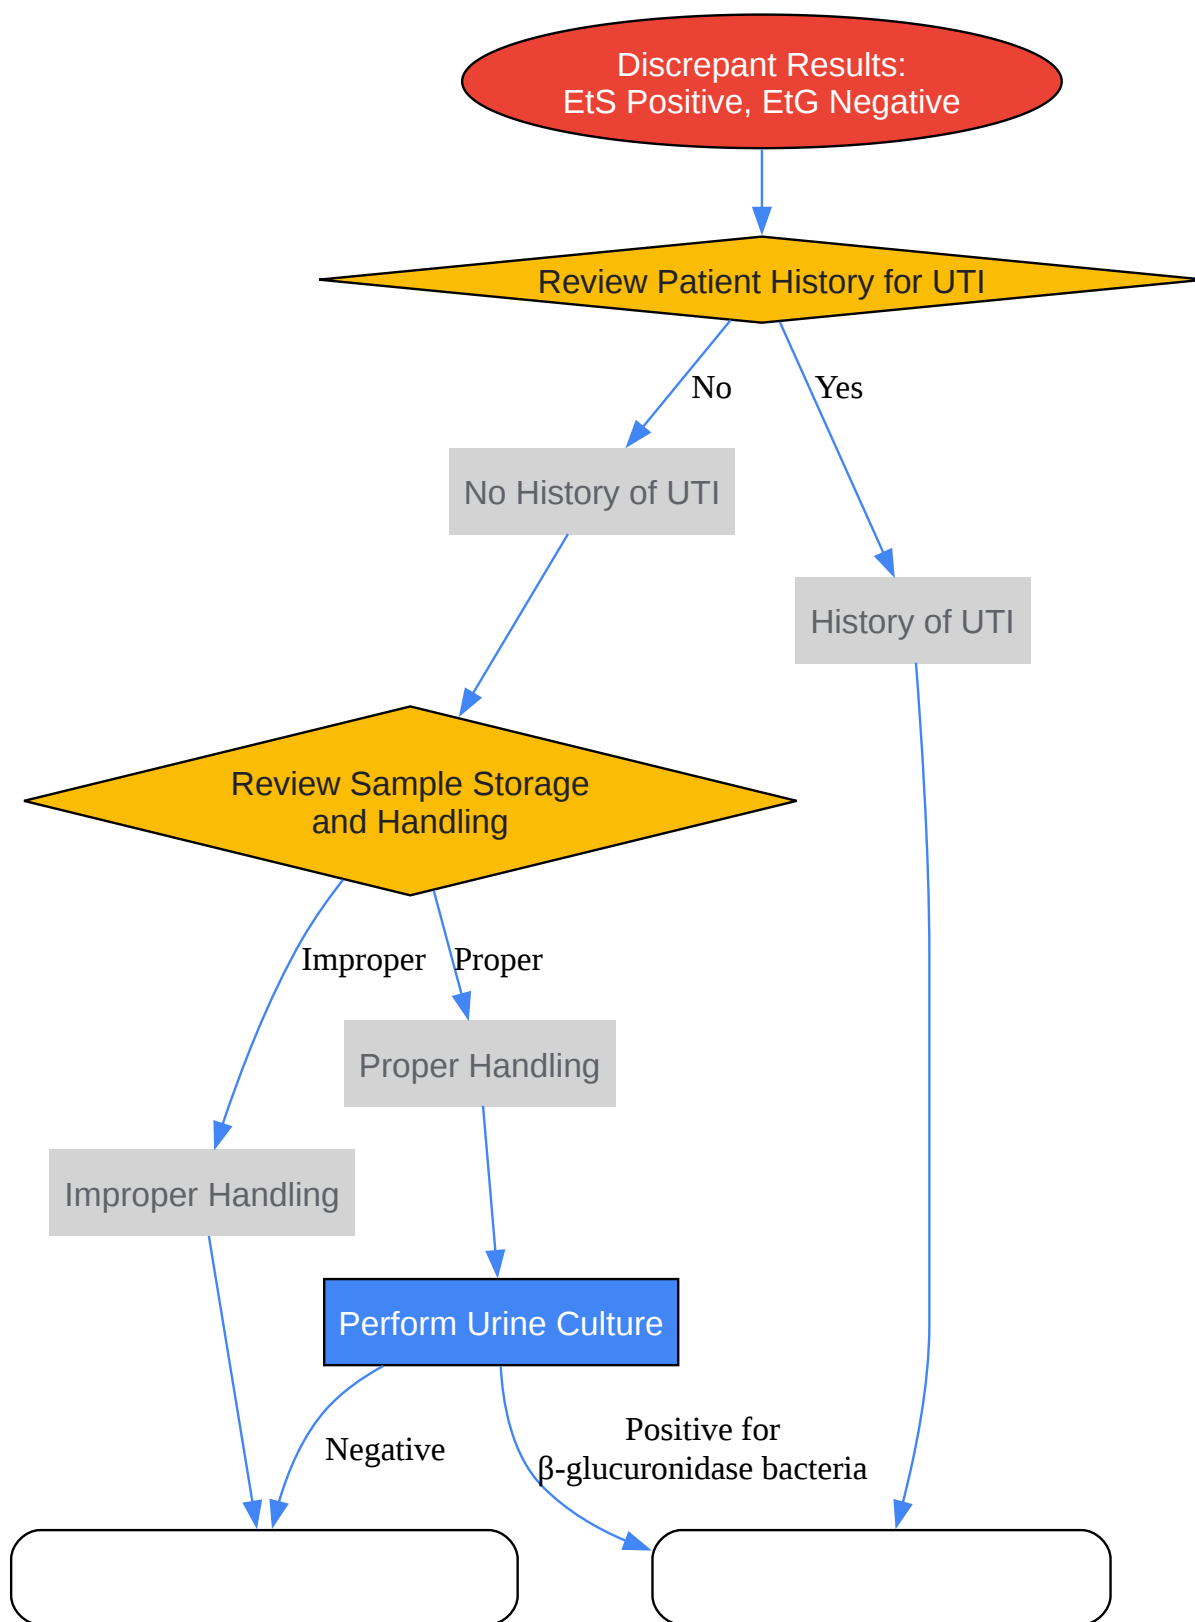 Discrepant Results:
EtS Positive, EtG Negative
Review Patient History for UTI
No
Yes
No History of UTI
History of UTI
Review Sample Storage
and Handling
Improper
Proper
Proper Handling
Improper Handling
Perform Urine Culture
Negative
Positive for
β-glucuronidase bacteria